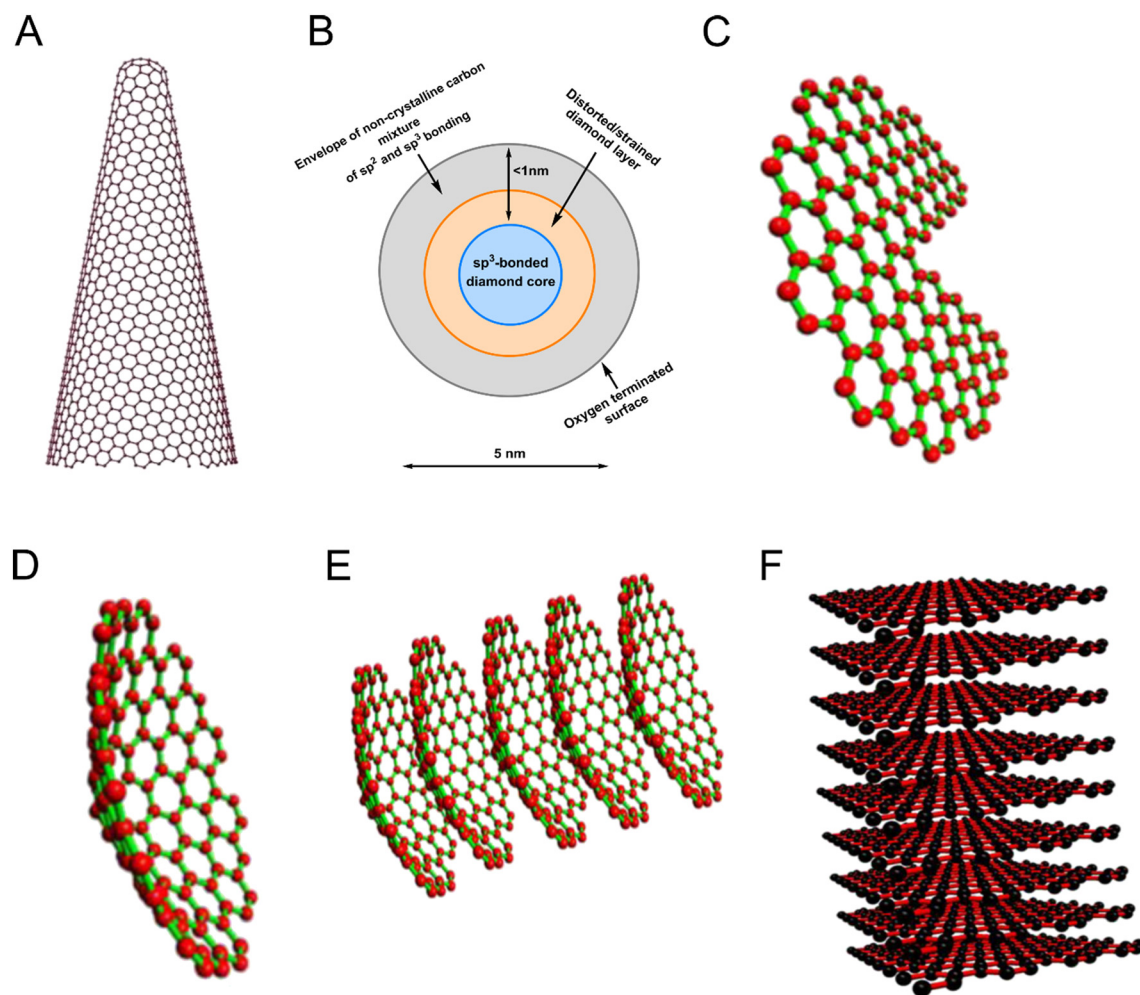 A
B
C
Envelope of non-crystalline carbon
mixture
of sp² and sp³ bonding
Distorted/strained
diamond layer
<1nm
sp³-bonded
diamond core
Oxygen terminated
surface
5 nm
D
E
F